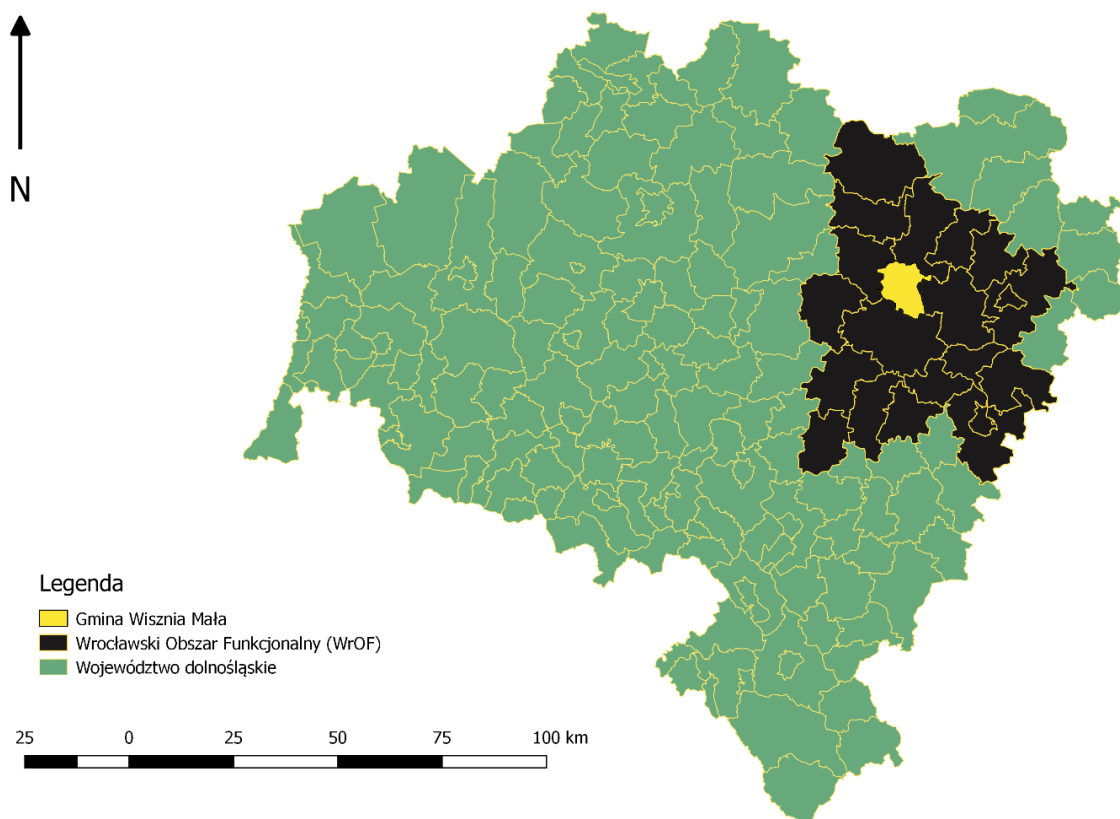 N
Legenda
Gmina Wisznia Mała
Wrocławski Obszar Funkcjonalny (WrOF)
Województwo dolnośląskie
25 0 25 50 75 100 km